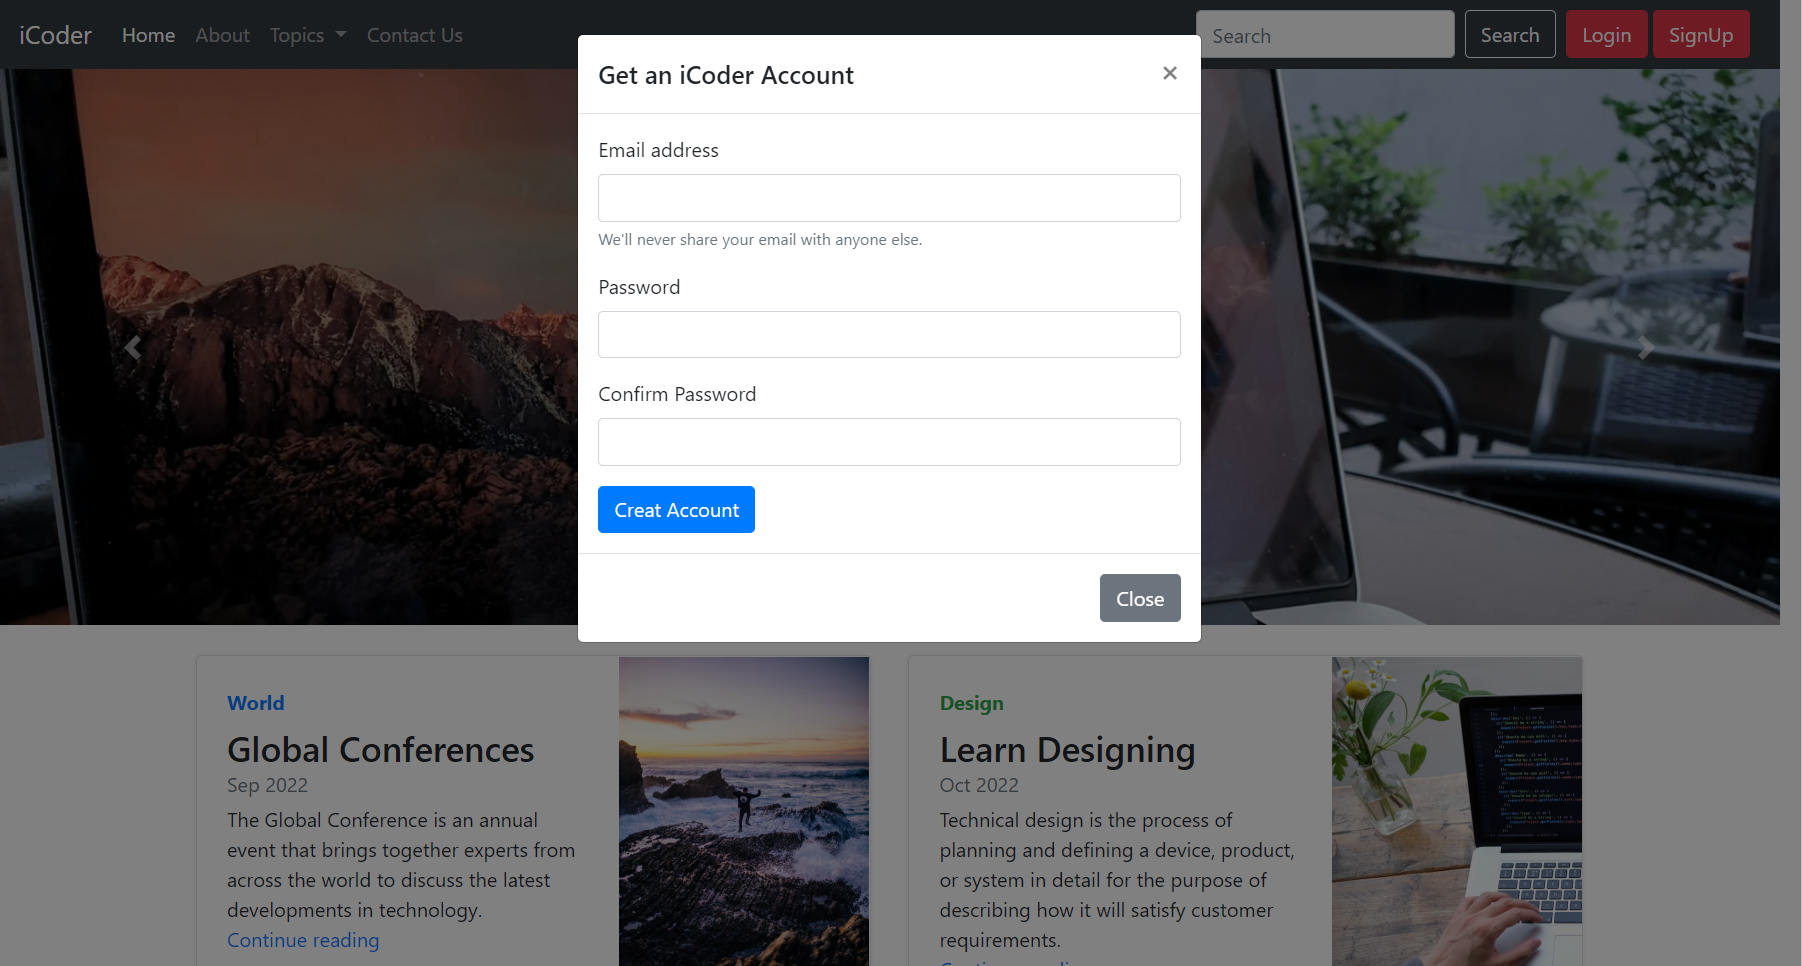 iCoder Home About Topics Contact Us Search Search Login SignUp
Get an iCoder Account ×
Email address
We'll never share your email with anyone else.
Password
Confirm Password
Creat Account
Close
World
Global Conferences
Sep 2022
The Global Conference is an annual
event that brings together experts from
across the world to discuss the latest
developments in technology.
Continue reading
Design
Learn Designing
Oct 2022
Technical design is the process of
planning and defining a device, product,
or system in detail for the purpose of
describing how it will satisfy customer
requirements.